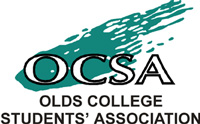 OCSA
OLDS COLLEGE
STUDENTS' ASSOCIATION